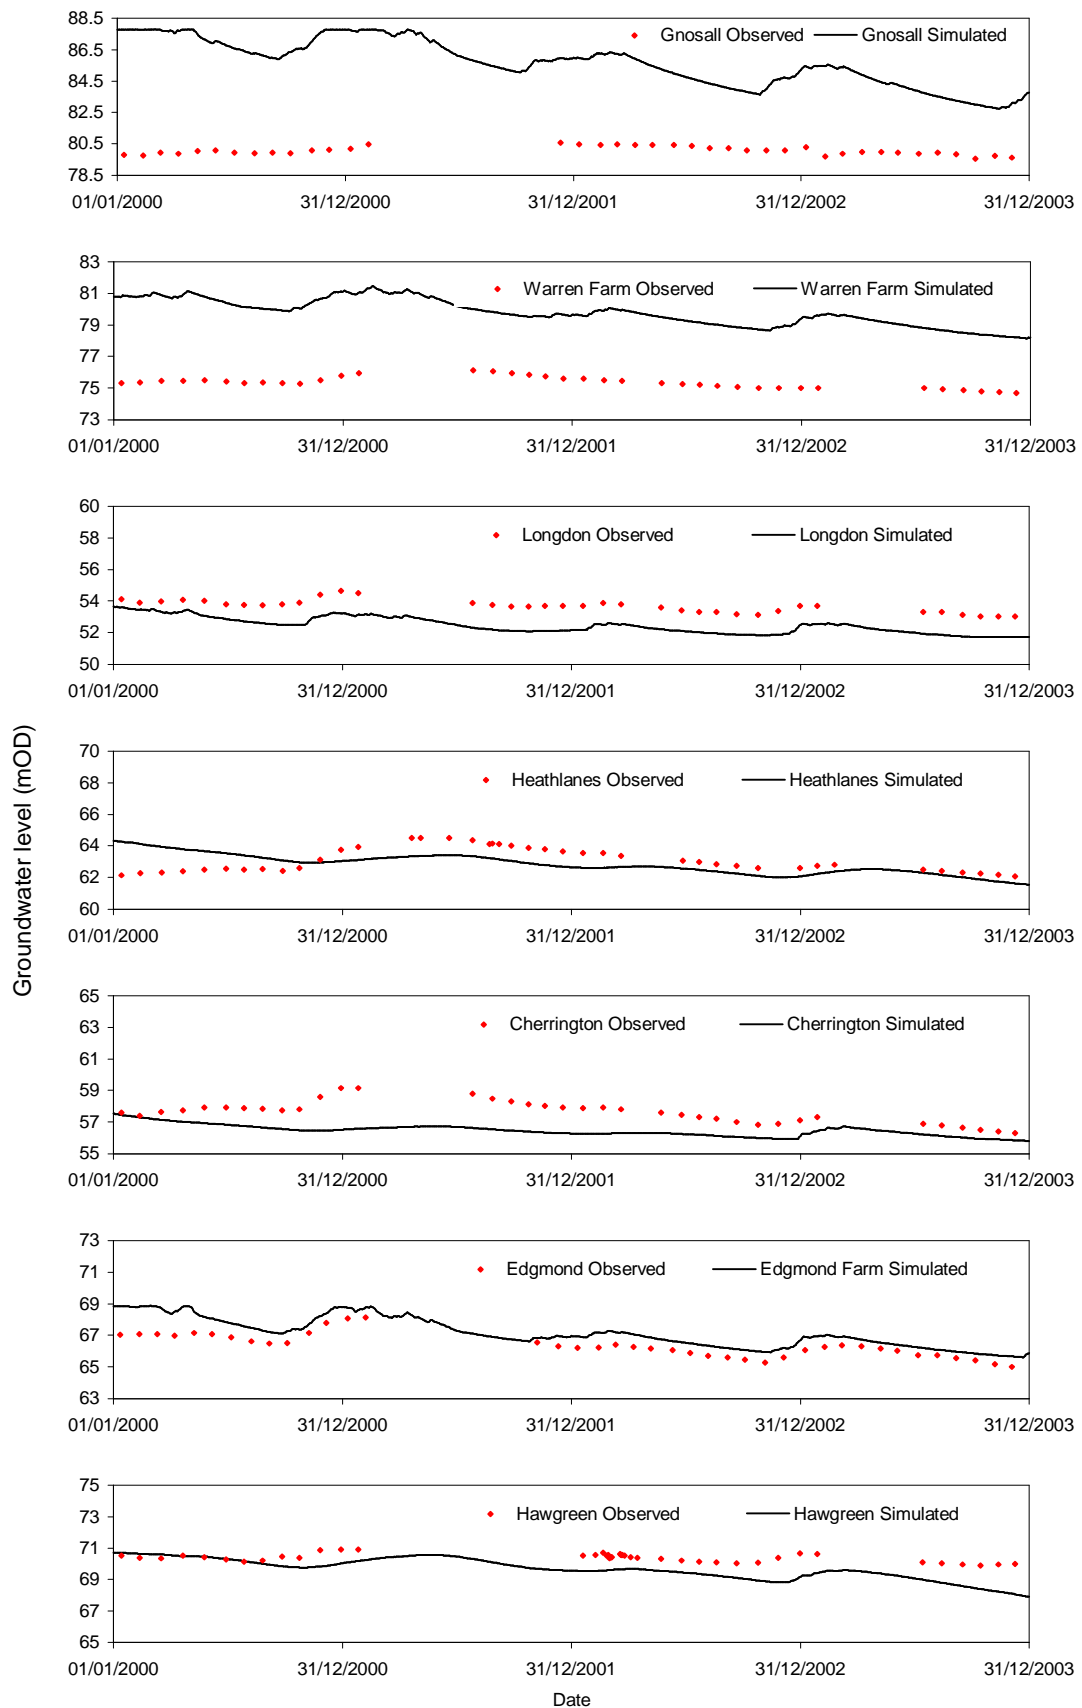 88.5
Gnosall Observed Gnosall Simulated
86.5
84.5
82.5
80.5
78.5
01/01/2000 31/12/2000 31/12/2001 31/12/2002 31/12/2003
83
81
Warren Farm Observed Warren Farm Simulated
79
77
75
73
01/01/2000 31/12/2000 31/12/2001 31/12/2002 31/12/2003
60
58
Longdon Observed Longdon Simulated
56
54
52
50
01/01/2000 31/12/2000 31/12/2001 31/12/2002 31/12/2003
Groundwater level (mOD)
70
68
Heathlanes Observed Heathlanes Simulated
66
64
62
60
01/01/2000 31/12/2000 31/12/2001 31/12/2002 31/12/2003
65
63
Cherrington Observed Cherrington Simulated
61
59
57
55
01/01/2000 31/12/2000 31/12/2001 31/12/2002 31/12/2003
73
71
Edgmond Observed Edgmond Farm Simulated
69
67
65
63
01/01/2000 31/12/2000 31/12/2001 31/12/2002 31/12/2003
75
73
Hawgreen Observed Hawgreen Simulated
71
69
67
65
01/01/2000 31/12/2000 31/12/2001 31/12/2002 31/12/2003
Date